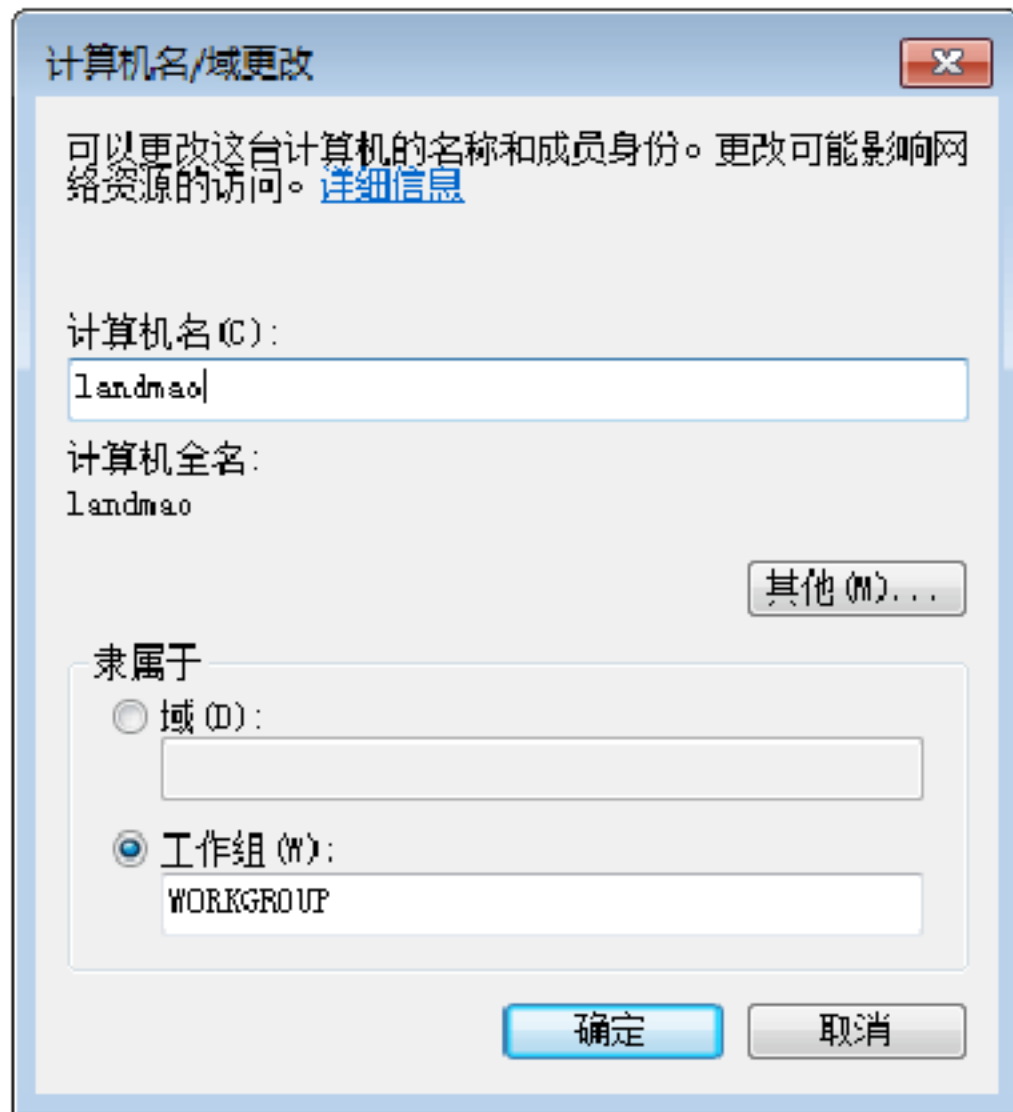 计算机名/域更改
可以更改这台计算机的名称和成员身份。更改可能影响网
络资源的访问。详细信息
计算机名(C):
landmao
计算机全名:
landmao
其他(M)...
隶属于
域(D):
工作组(W):
WORKGROUP
确定
取消